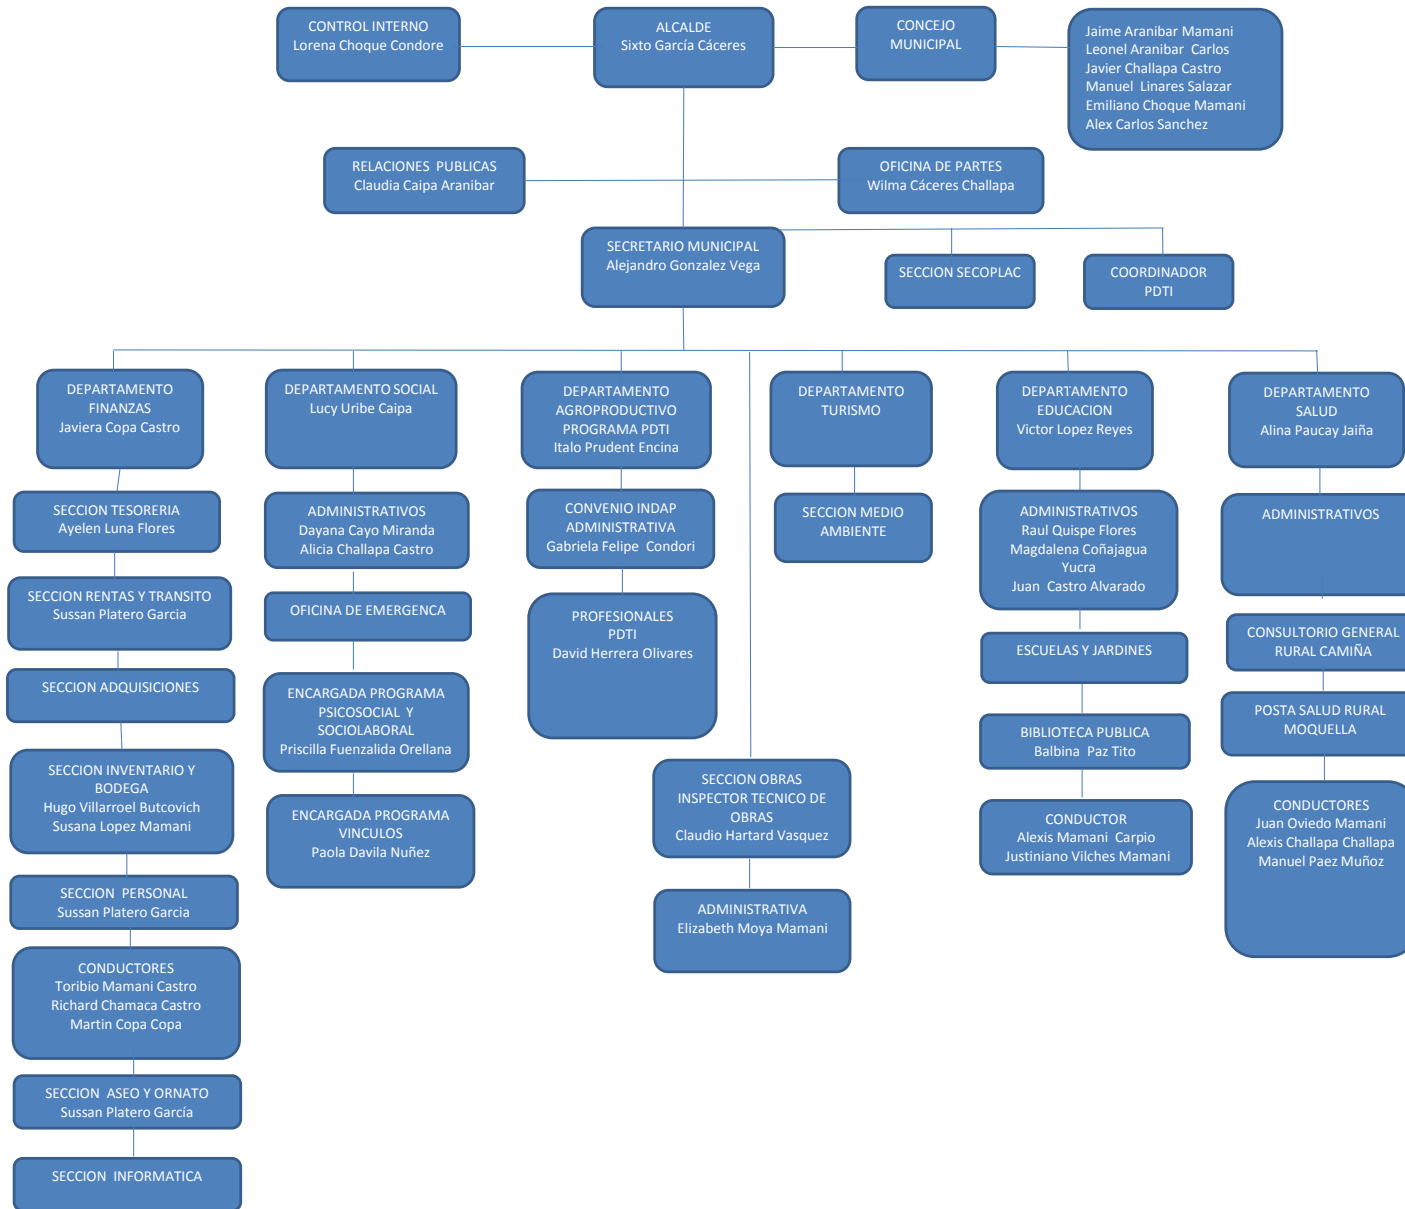 CONTROL INTERNO
Lorena Choque Condore
ALCALDE
Sixto García Cáceres
CONCEJO
MUNICIPAL
Jaime Aranibar Mamani
Leonel Aranibar Carlos
Javier Challapa Castro
Manuel Linares Salazar
Emiliano Choque Mamani
Alex Carlos Sanchez
RELACIONES PUBLICAS
Claudia Caipa Aranibar
OFICINA DE PARTES
Wilma Cáceres Challapa
SECRETARIO MUNICIPAL
Alejandro Gonzalez Vega
SECCION SECOPLAC
COORDINADOR
PDTI
DEPARTAMENTO
FINANZAS
Javiera Copa Castro
SECCION TESORERIA
Ayelen Luna Flores
SECCION RENTAS Y TRANSITO
Sussan Platero Garcia
SECCION ADQUISICIONES
SECCION INVENTARIO Y
BODEGA
Hugo Villarroel Butcovich
Susana Lopez Mamani
SECCION PERSONAL
Sussan Platero Garcia
CONDUCTORES
Toribio Mamani Castro
Richard Chamaca Castro
Martin Copa Copa
SECCION ASEO Y ORNATO
Sussan Platero García
SECCION INFORMATICA
DEPARTAMENTO SOCIAL
Lucy Uribe Caipa
ADMINISTRATIVOS
Dayana Cayo Miranda
Alicia Challapa Castro
OFICINA DE EMERGENCA
ENCARGADA PROGRAMA
PSICOSOCIAL Y
SOCIOLABORAL
Priscilla Fuenzalida Orellana
ENCARGADA PROGRAMA
VINCULOS
Paola Davila Nuñez
DEPARTAMENTO
AGROPRODUCTIVO
PROGRAMA PDTI
Italo Prudent Encina
CONVENIO INDAP
ADMINISTRATIVA
Gabriela Felipe Condori
PROFESIONALES
PDTI
David Herrera Olivares
SECCION OBRAS
INSPECTOR TECNICO DE
OBRAS
Claudio Hartard Vasquez
ADMINISTRATIVA
Elizabeth Moya Mamani
DEPARTAMENTO
TURISMO
SECCION MEDIO
AMBIENTE
DEPARTAMENTO
EDUCACION
Victor Lopez Reyes
ADMINISTRATIVOS
Raul Quispe Flores
Magdalena Coñajagua
Yucra
Juan Castro Alvarado
ESCUELAS Y JARDINES
BIBLIOTECA PUBLICA
Balbina Paz Tito
CONDUCTOR
Alexis Mamani Carpio
Justiniano Vilches Mamani
DEPARTAMENTO
SALUD
Alina Paucay Jaiña
ADMINISTRATIVOS
CONSULTORIO GENERAL
RURAL CAMIÑA
POSTA SALUD RURAL
MOQUELLA
CONDUCTORES
Juan Oviedo Mamani
Alexis Challapa Challapa
Manuel Paez Muñoz